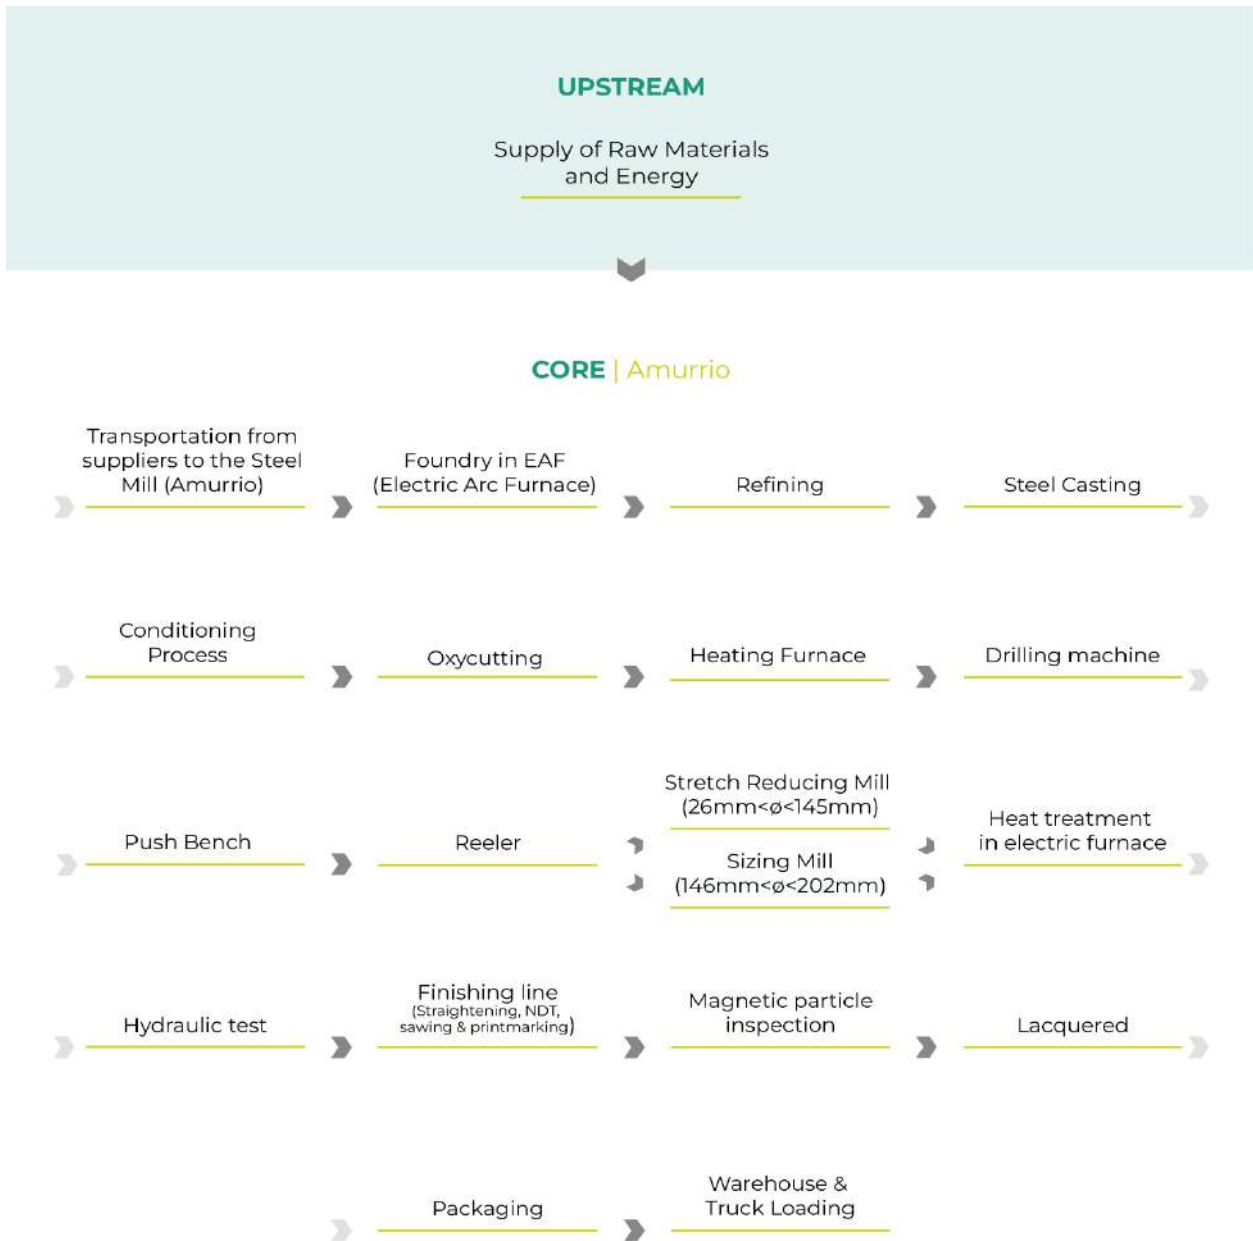 UPSTREAM
Supply of Raw Materials
and Energy
CORE | Amurrio
Transportation from
suppliers to the Steel
Mill (Amurrio)
Foundry in EAF
(Electric Arc Furnace)
Refining
Steel Casting
Conditioning
Process
Oxycutting
Heating Furnace
Drilling machine
Push Bench
Reeler
Stretch Reducing Mill
(26mm<ø<145mm)
Sizing Mill
(146mm<ø<202mm)
Heat treatment
in electric furnace
Hydraulic test
Finishing line
(Straightening, NDT,
sawing & printmarking)
Magnetic particle
inspection
Lacquered
Packaging
Warehouse &
Truck Loading